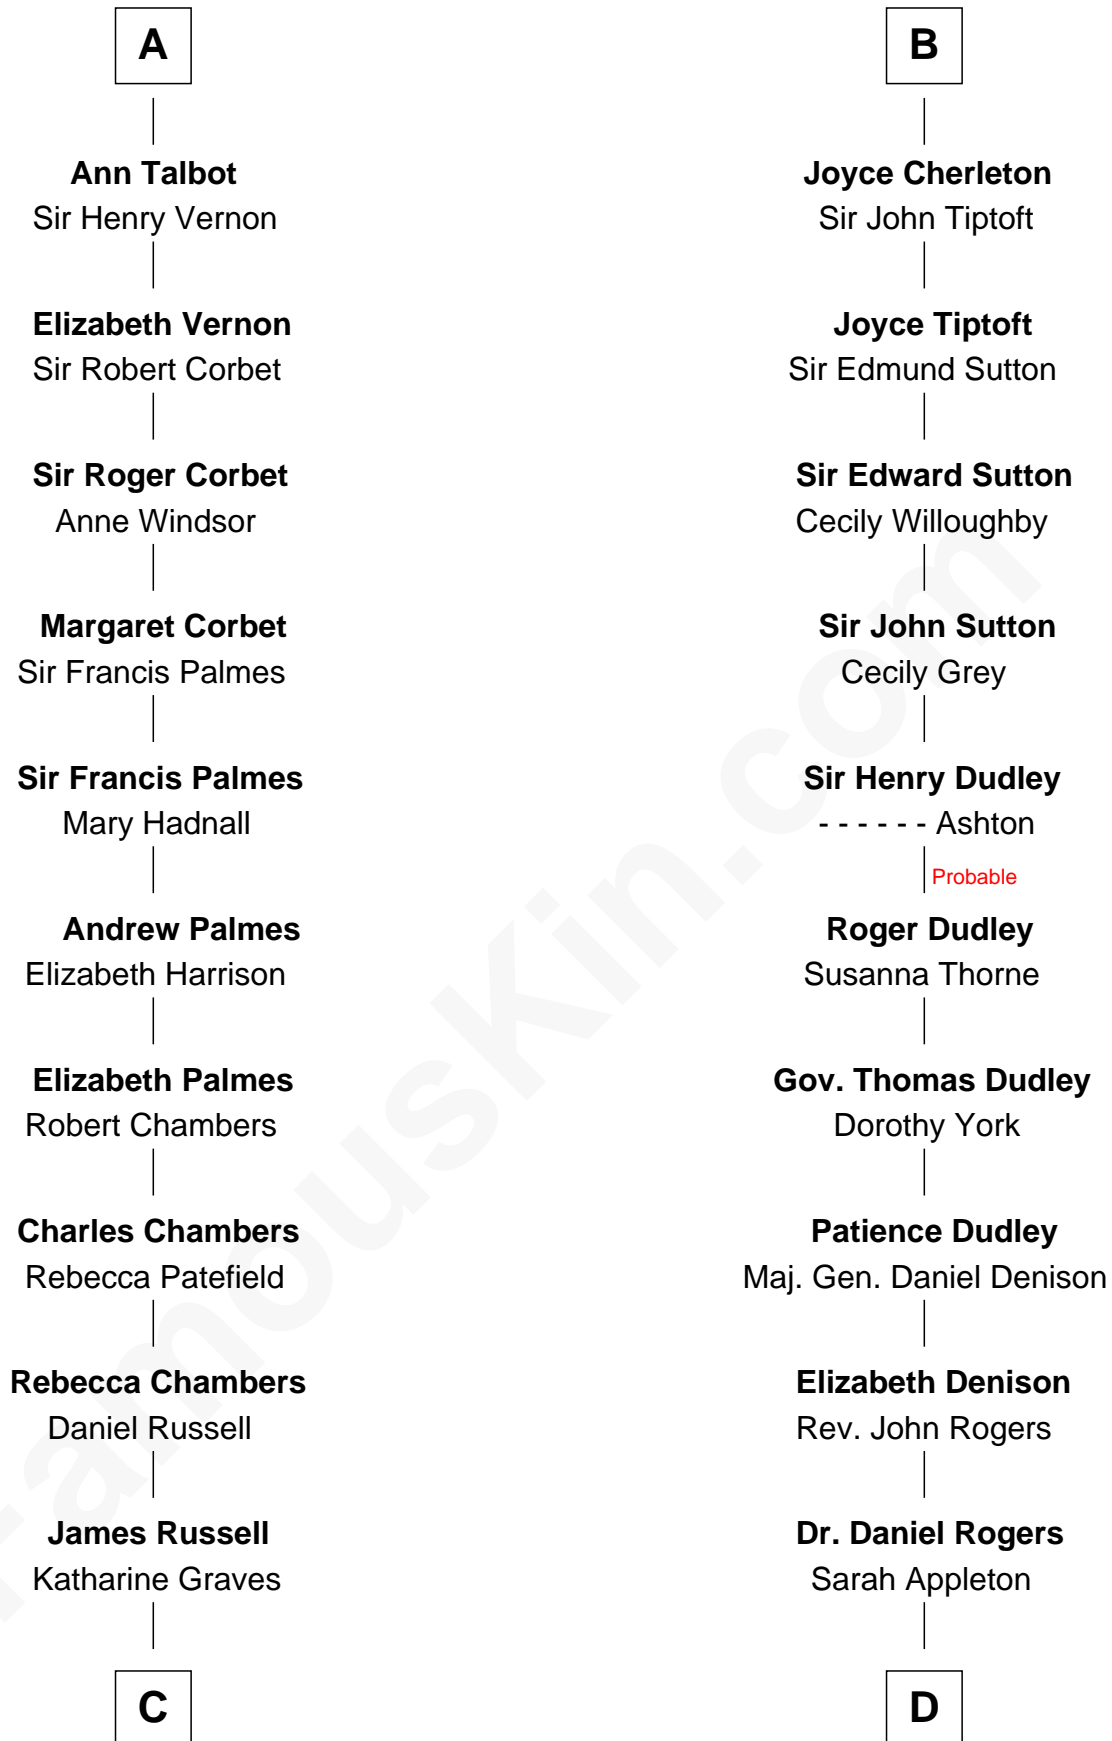 A
Ann Talbot
Sir Henry Vernon
Elizabeth Vernon
Sir Robert Corbet
Sir Roger Corbet
Anne Windsor
Margaret Corbet
Sir Francis Palmes
Sir Francis Palmes
Mary Hadnall
Andrew Palmes
Elizabeth Harrison
Elizabeth Palmes
Robert Chambers
Charles Chambers
Rebecca Patefield
Rebecca Chambers
Daniel Russell
James Russell
Katharine Graves
C
B
Joyce Cherleton
Sir John Tiptoft
Joyce Tiptoft
Sir Edmund Sutton
Sir Edward Sutton
Cecily Willoughby
Sir John Sutton
Cecily Grey
Sir Henry Dudley
- - - - - - Ashton
Probable
Roger Dudley
Susanna Thorne
Gov. Thomas Dudley
Dorothy York
Patience Dudley
Maj. Gen. Daniel Denison
Elizabeth Denison
Rev. John Rogers
Dr. Daniel Rogers
Sarah Appleton
D
FamousKin.com